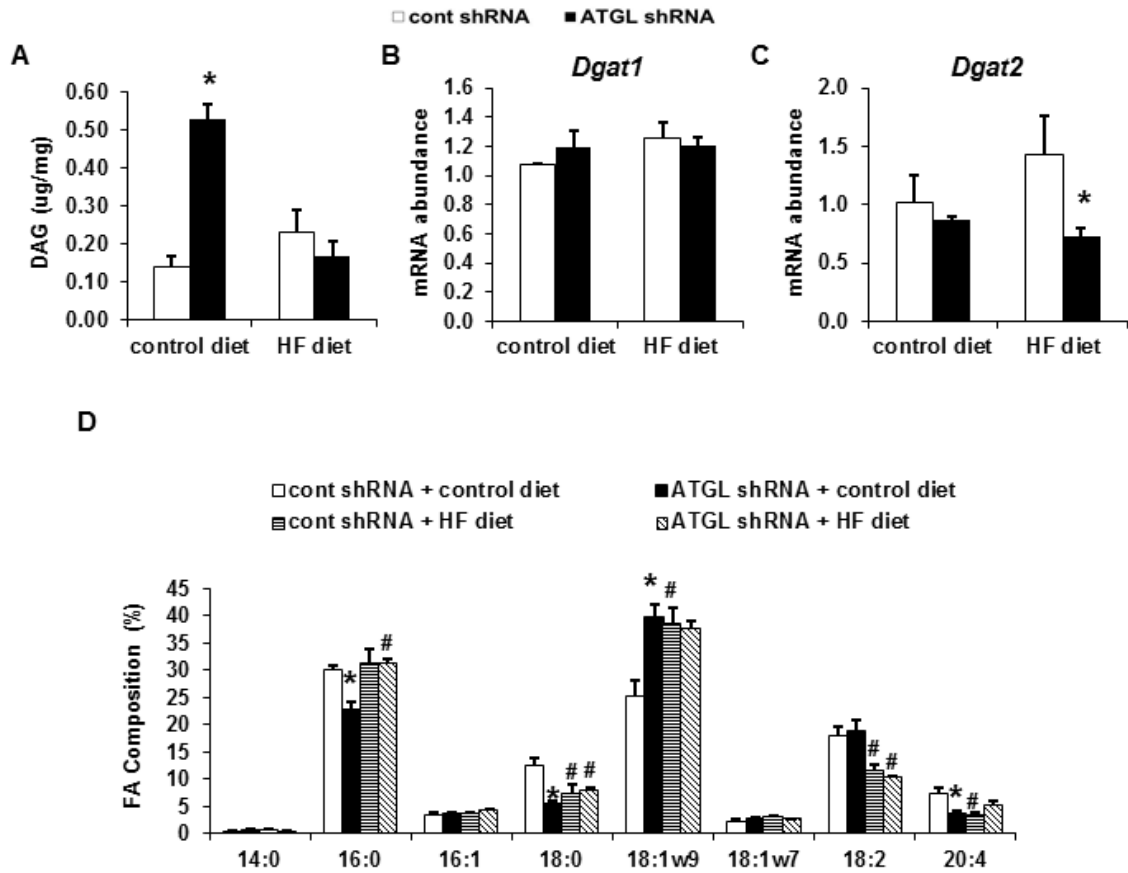 cont shRNA ATGL shRNA
A
DAG (ug/mg)
0.60
0.50
0.40
0.30
0.20
0.10
0.00
*
control diet HF diet
B
Dgat1
mRNA abundance
1.6
1.4
1.2
1.0
0.8
0.6
0.4
0.2
0.0
control diet HF diet
C
Dgat2
mRNA abundance
2.0
1.5
1.0
0.5
0.0
*
control diet HF diet
D
cont shRNA + control diet ATGL shRNA + control diet
cont shRNA + HF diet ATGL shRNA + HF diet
FA Composition (%)
45
40
35
30
25
20
15
10
5
0
* # * # # * # # # * #
14:0 16:0 16:1 18:0 18:1w9 18:1w7 18:2 20:4